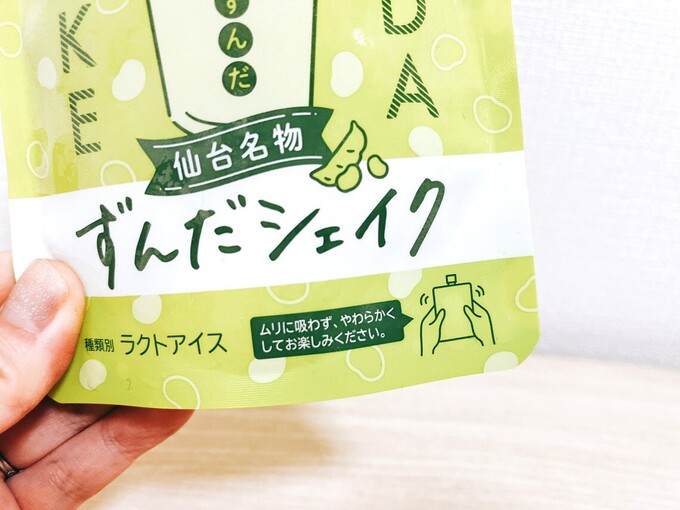 KE
DA
ずんだ
仙台名物
ずんだシェイク
種類別 ラクトアイス
ムリに吸わず、やわらかく
してお楽しみください。